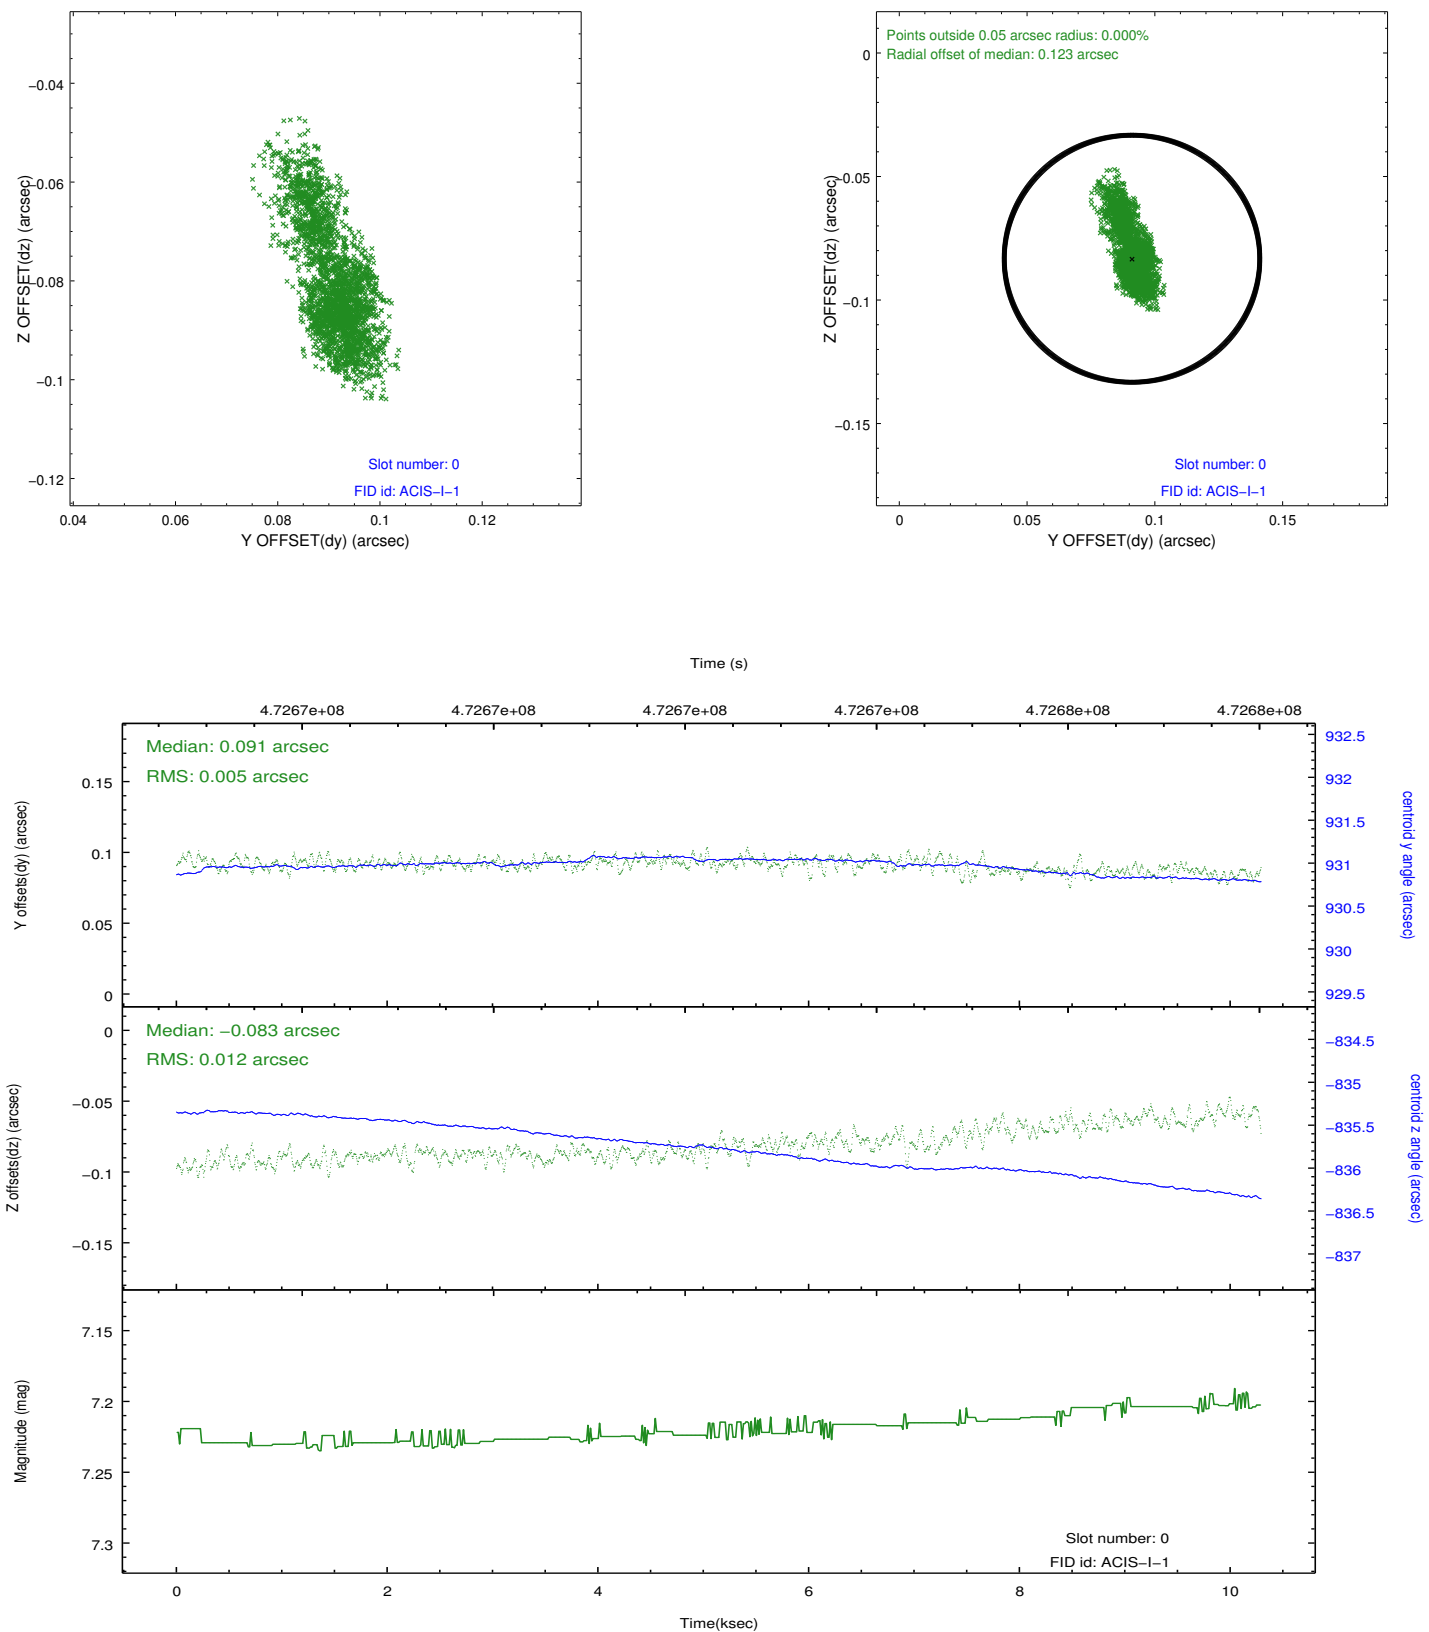 −0.04
−0.06
−0.08
−0.1
−0.12
Z OFFSET(dz) (arcsec)
Slot number: 0
FID id: ACIS−I−1
0.04 0.06 0.08 0.1 0.12
Y OFFSET(dy) (arcsec)
Points outside 0.05 arcsec radius: 0.000%
Radial offset of median: 0.123 arcsec
0
−0.05
−0.1
−0.15
Z OFFSET(dz) (arcsec)
Slot number: 0
FID id: ACIS−I−1
0 0.05 0.1 0.15
Y OFFSET(dy) (arcsec)
Time (s)
4.7267e+08 4.7267e+08 4.7267e+08 4.7267e+08 4.7268e+08 4.7268e+08
Median: 0.091 arcsec
RMS: 0.005 arcsec
0.15
0.1
0.05
0
Y offsets(dy) (arcsec)
932.5
932
931.5
931
930.5
930
929.5
centroid y angle (arcsec)
Median: −0.083 arcsec
RMS: 0.012 arcsec
0
−0.05
−0.1
−0.15
Z offsets(dz) (arcsec)
−834.5
−835
−835.5
−836
−836.5
−837
centroid z angle (arcsec)
7.15
7.2
7.25
7.3
Magnitude (mag)
Slot number: 0
FID id: ACIS−I−1
0 2 4 6 8 10
Time(ksec)